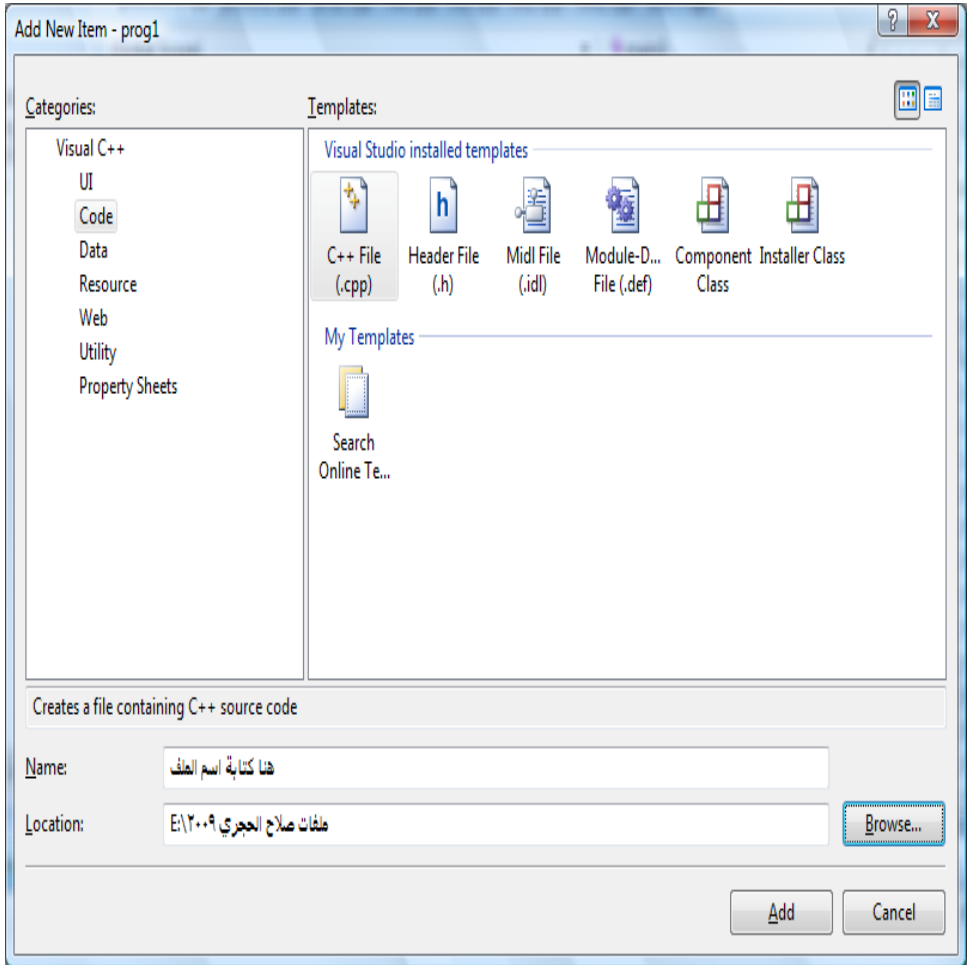 Add New Item - prog1
Categories:
Templates:
Visual C++
UI
Code
Data
Resource
Web
Utility
Property Sheets
Visual Studio installed templates
C++ File (.cpp)
Header File (.h)
Midl File (.idl)
Module-D... File (.def)
Component Class
Installer Class
My Templates
Search Online Te...
Creates a file containing C++ source code
Name:
هنا كتابة اسم الملف
Location:
E:\٢٠٠٩ ملفات صلاح الحجري
Browse...
Add
Cancel